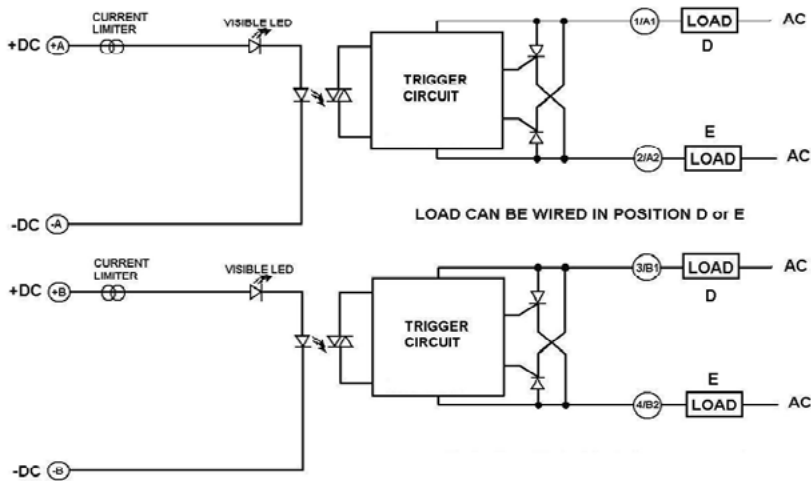 CURRENT
LIMITER
VISIBLE LED
+DC
+A
TRIGGER
CIRCUIT
1/A1
LOAD
AC
D
E
2/A2
LOAD
AC
-DC
-A
LOAD CAN BE WIRED IN POSITION D or E
CURRENT
LIMITER
VISIBLE LED
+DC
+B
TRIGGER
CIRCUIT
3/B1
LOAD
AC
D
E
4/B2
LOAD
AC
-DC
-B